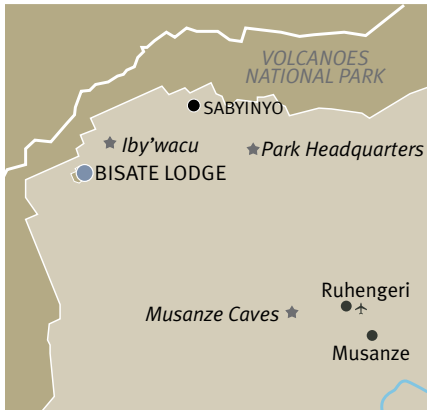 VOLCANOES
NATIONAL PARK
SABYINYO
Iby'wacu
Park Headquarters
BISATE LODGE
Ruhengeri
Musanze Caves
Musanze